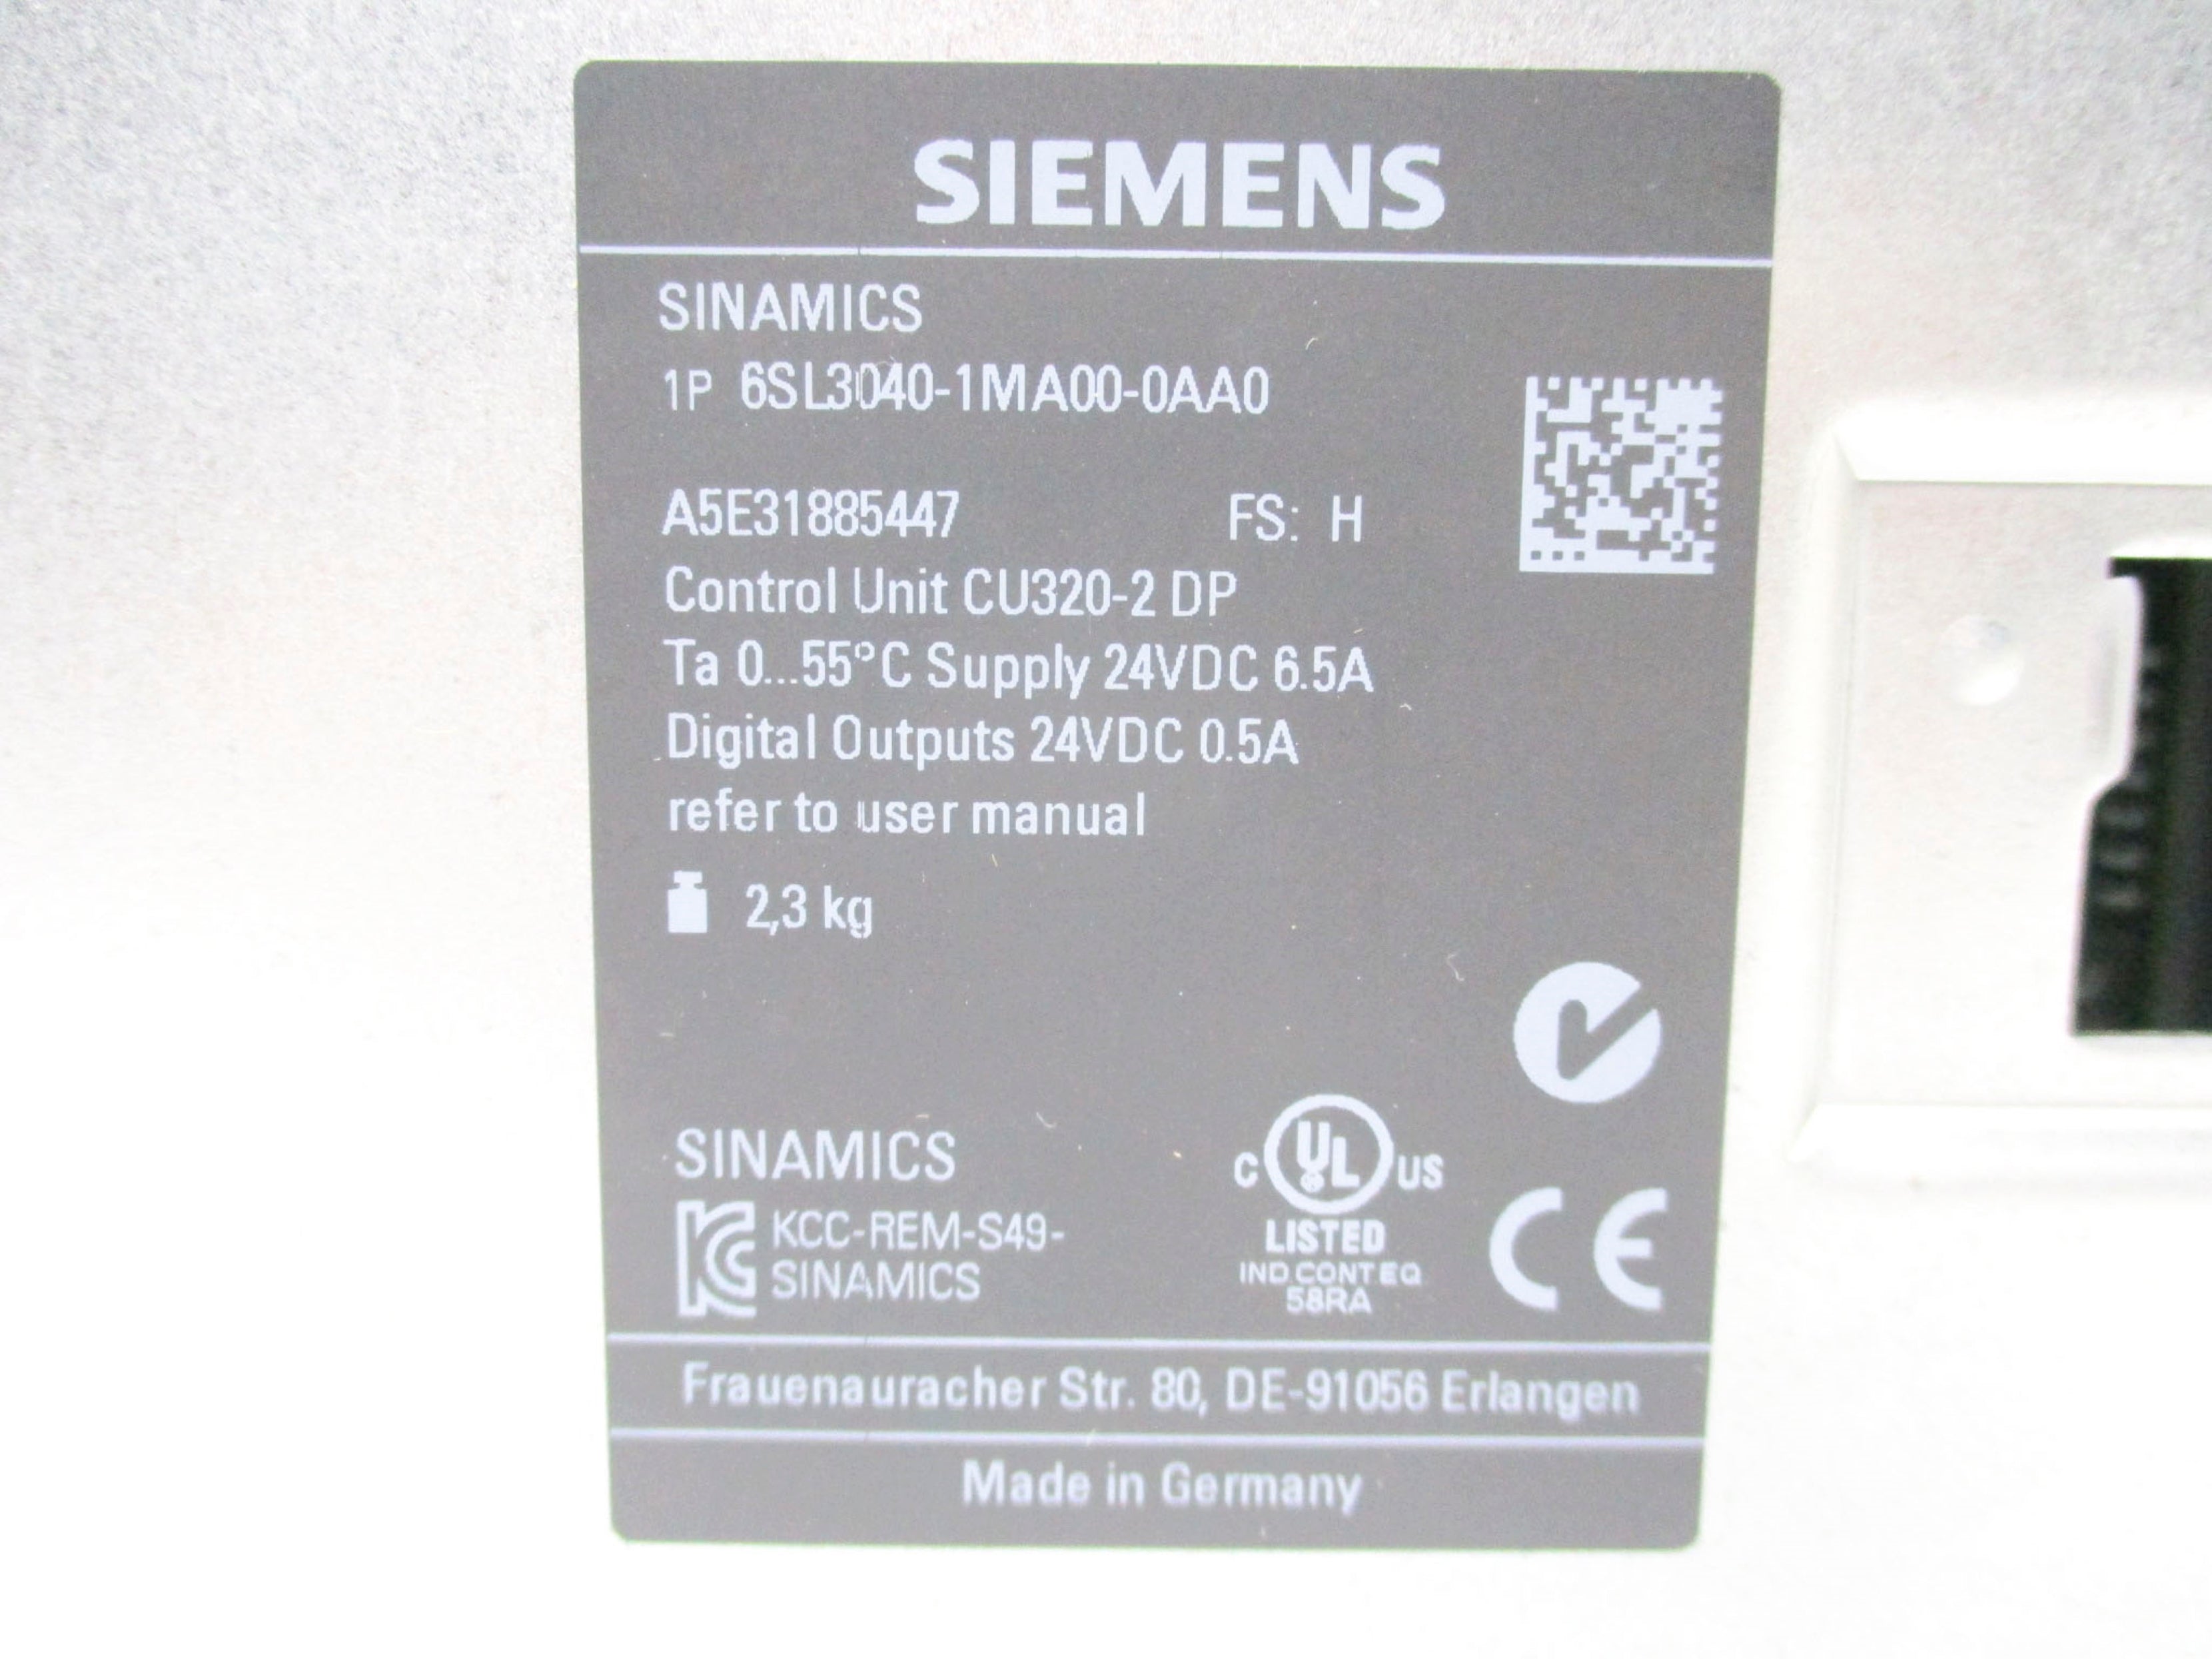 SIEMENS
SINAMICS
1P 6SL3040-1MA00-0AA0
A5E31885447 FS: H
Control Unit CU320-2 DP
Ta 0...55°C Supply 24VDC 6.5A
Digital Outputs 24VDC 0.5A
refer to user manual
2,3 kg
SINAMICS
KCC-REM-S49-
SINAMICS
C UL US
LISTED
IND.CONT.EQ
58RA
CE
Frauenauracher Str. 80, DE-91056 Erlangen
Made in Germany